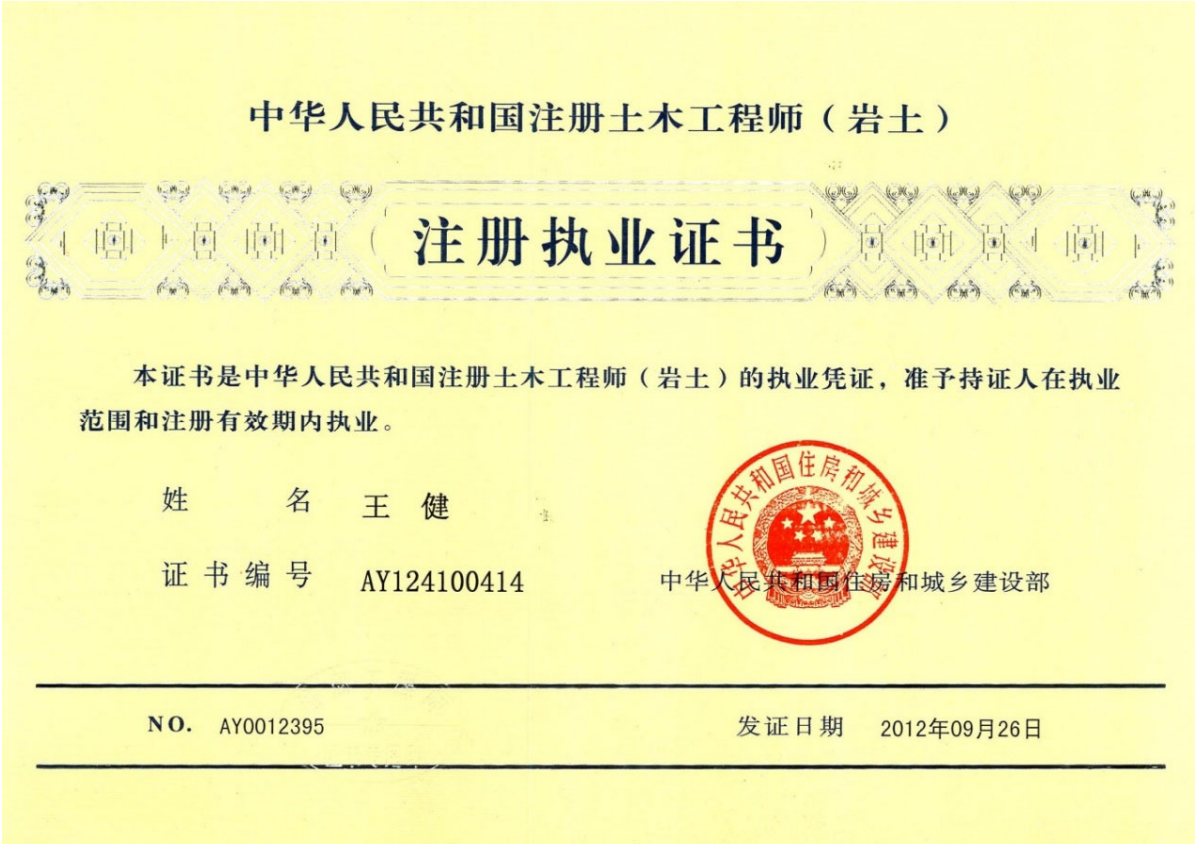 中华人民共和国注册土木工程师（岩土）
注册执业证书
本证书是中华人民共和国注册土木工程师（岩土）的执业凭证，准予持证人在执业
范围和注册有效期内执业。
姓名 王健
证书编号 AY124100414
中华人民共和国住房和城乡建设部
中华人民共和国住房和城乡建设部
NO. AY0012395 发证日期 2012年09月26日